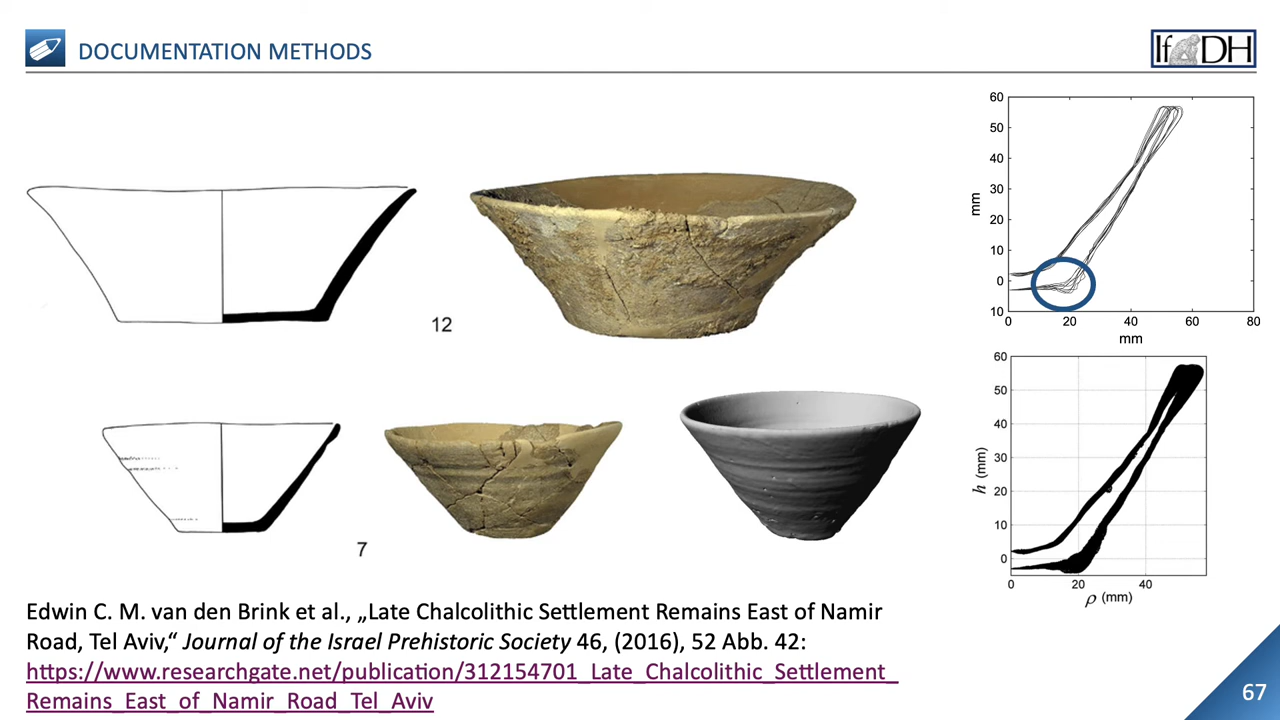 DOCUMENTATION METHODS
If DH
12
7
60
50
40
30
20
10
0
10
mm
0 20 40 60 80
mm
60
50
40
30
20
10
0
h (mm)
0 20 40
ρ (mm)
Edwin C. M. van den Brink et al., „Late Chalcolithic Settlement Remains East of Namir
Road, Tel Aviv,“ Journal of the Israel Prehistoric Society 46, (2016), 52 Abb. 42:
https://www.researchgate.net/publication/312154701_Late_Chalcolithic_Settlement_
Remains_East_of_Namir_Road_Tel_Aviv
67